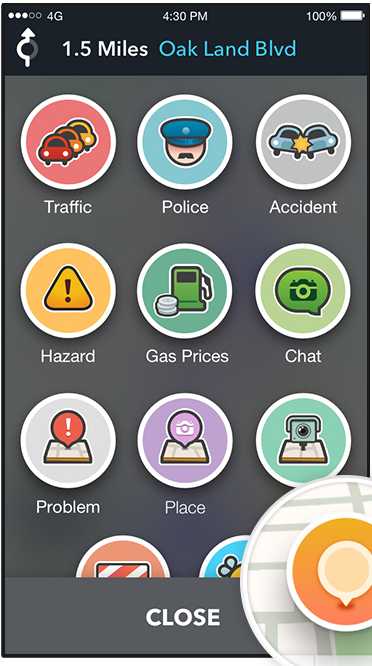 4G 4:30 PM 100%
1.5 Miles Oak Land Blvd
Traffic Police Accident
Hazard Gas Prices Chat
Problem Place
CLOSE